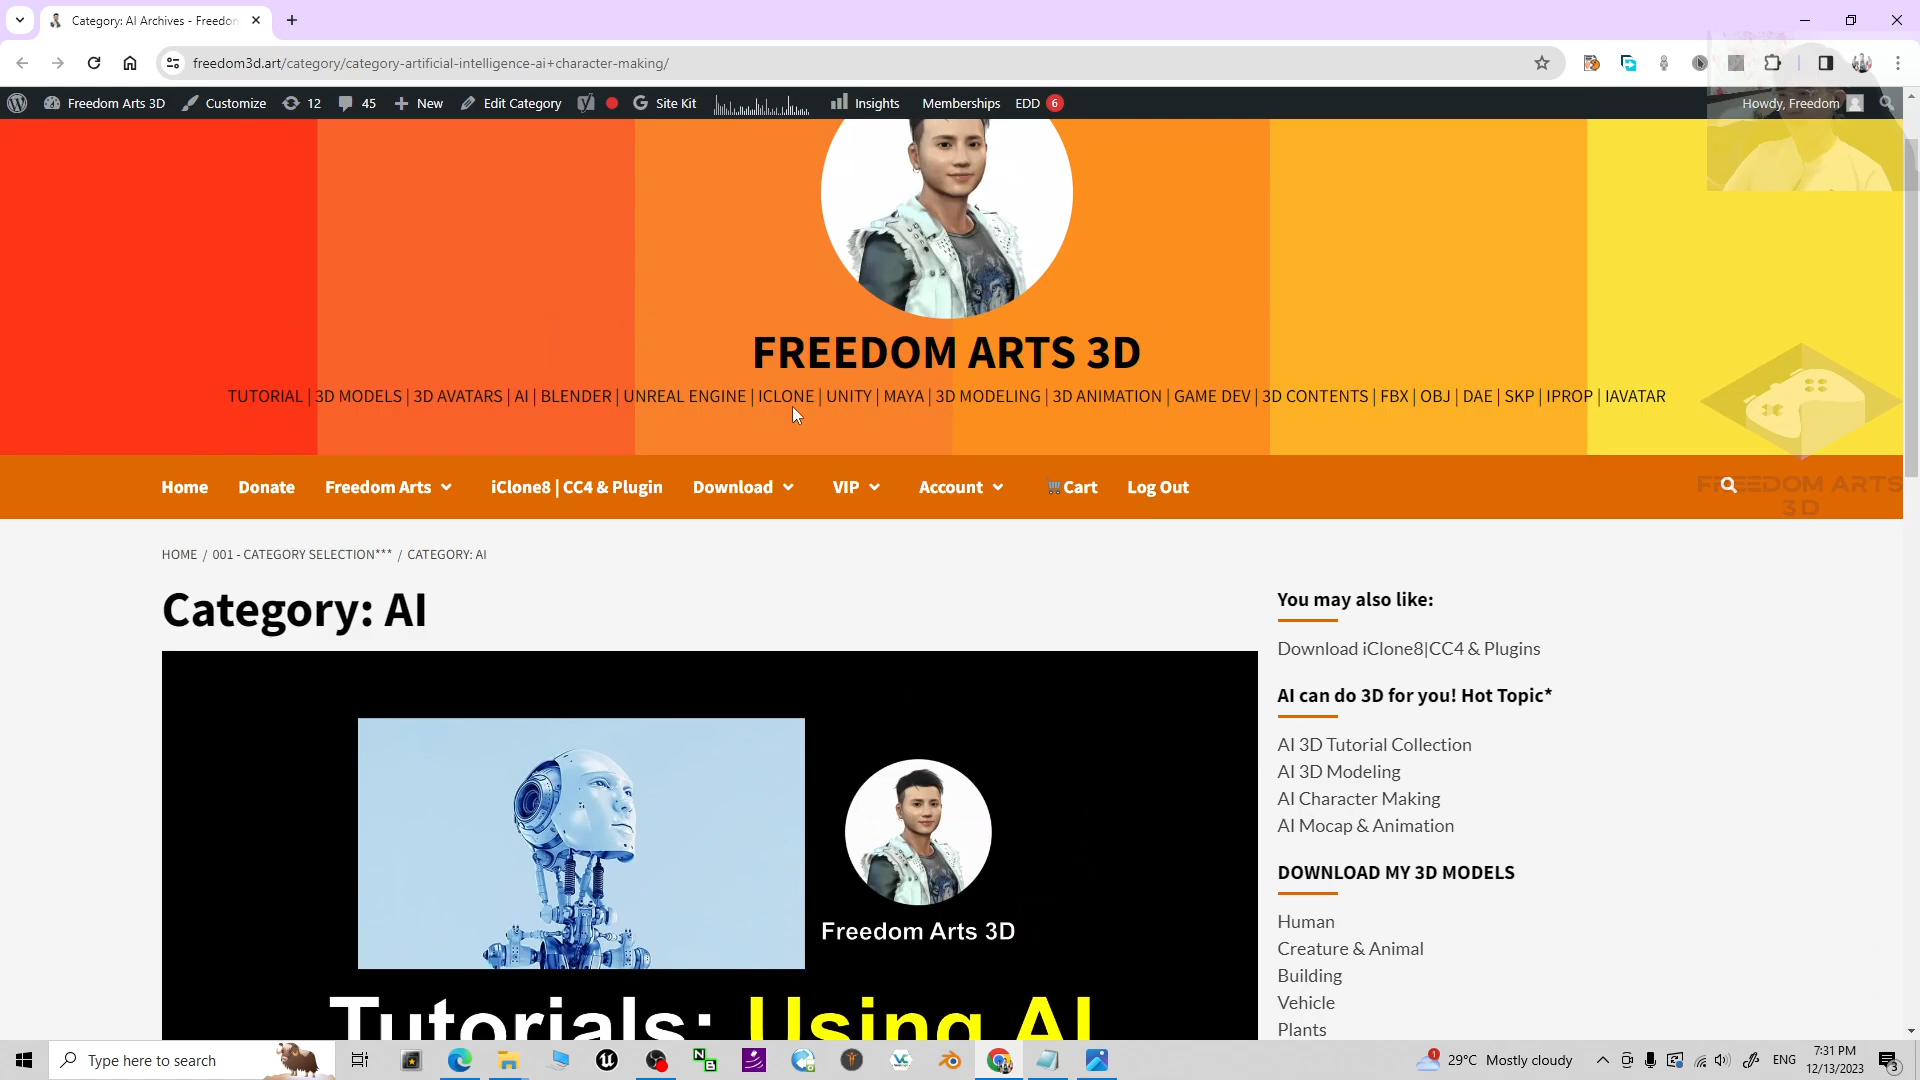 Category: AI Archives - Freedom
freedom3d.art/category/category-artificial-intelligence-ai+character-making/
Freedom Arts 3D
Customize
12
45
New
Edit Category
Site Kit
Insights
Memberships
EDD 6
Howdy, Freedom
FREEDOM ARTS 3D
TUTORIAL | 3D MODELS | 3D AVATARS | AI | BLENDER | UNREAL ENGINE | ICLONE | UNITY | MAYA | 3D MODELING | 3D ANIMATION | GAME DEV | 3D CONTENTS | FBX | OBJ | DAE | SKP | IPROP | IAVATAR
Home
Donate
Freedom Arts
iClone8 | CC4 & Plugin
Download
VIP
Account
Cart
Log Out
FREEDOM ARTS
3D
HOME / 001 - CATEGORY SELECTION*** / CATEGORY: AI
Category: AI
Freedom Arts 3D
Tutorials: Using AI
You may also like:
Download iClone8|CC4 & Plugins
AI can do 3D for you! Hot Topic*
AI 3D Tutorial Collection
AI 3D Modeling
AI Character Making
AI Mocap & Animation
DOWNLOAD MY 3D MODELS
Human
Creature & Animal
Building
Vehicle
Plants
Type here to search
29°C Mostly cloudy
ENG
7:31 PM
12/13/2023